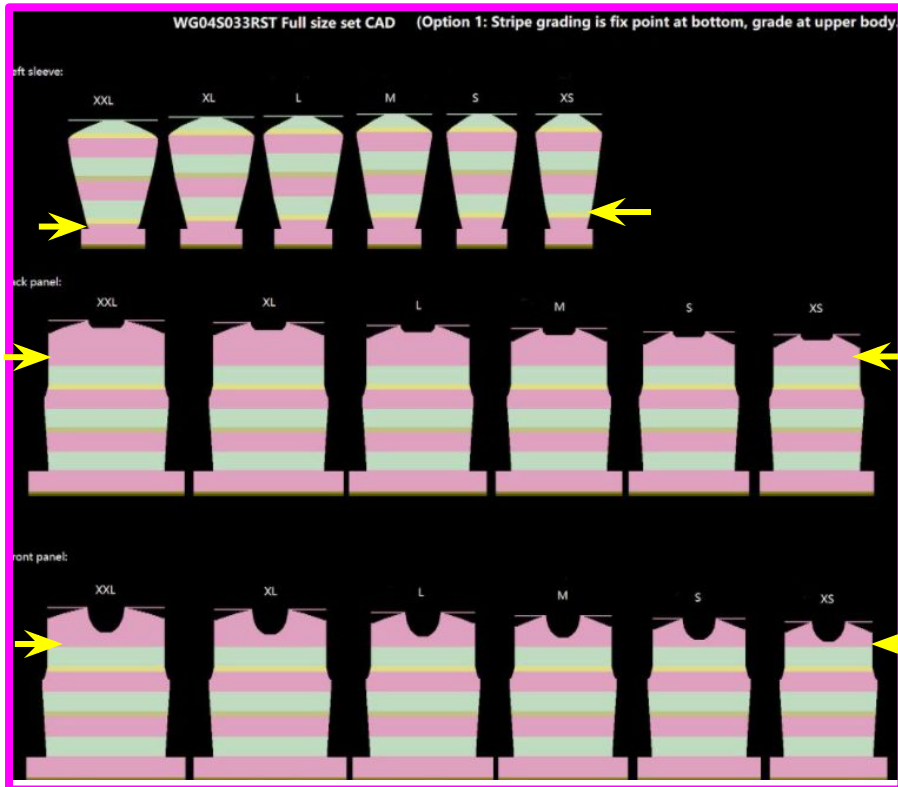 WG04S033RST Full size set CAD (Option 1: Stripe grading is fix point at bottom, grade at upper body.
eft sleeve:
XXL XL L M S XS
ck panel:
XXL XL L M S XS
ront panel:
XXL XL L M S XS